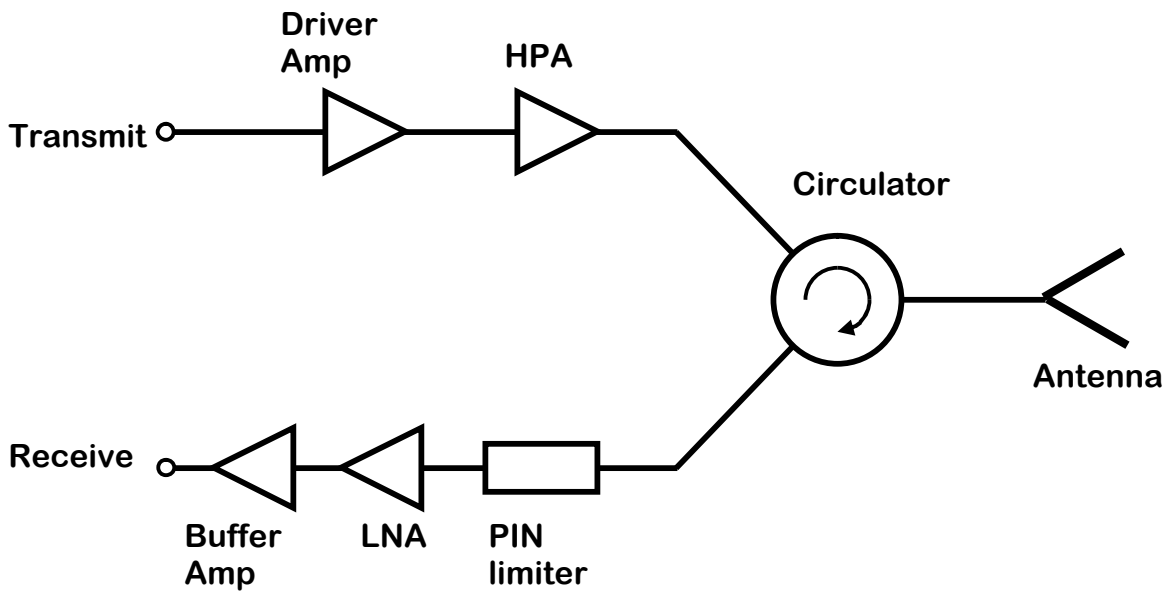 Driver
Amp
HPA
Transmit
Circulator
Antenna
Receive
Buffer
Amp
LNA
PIN
limiter